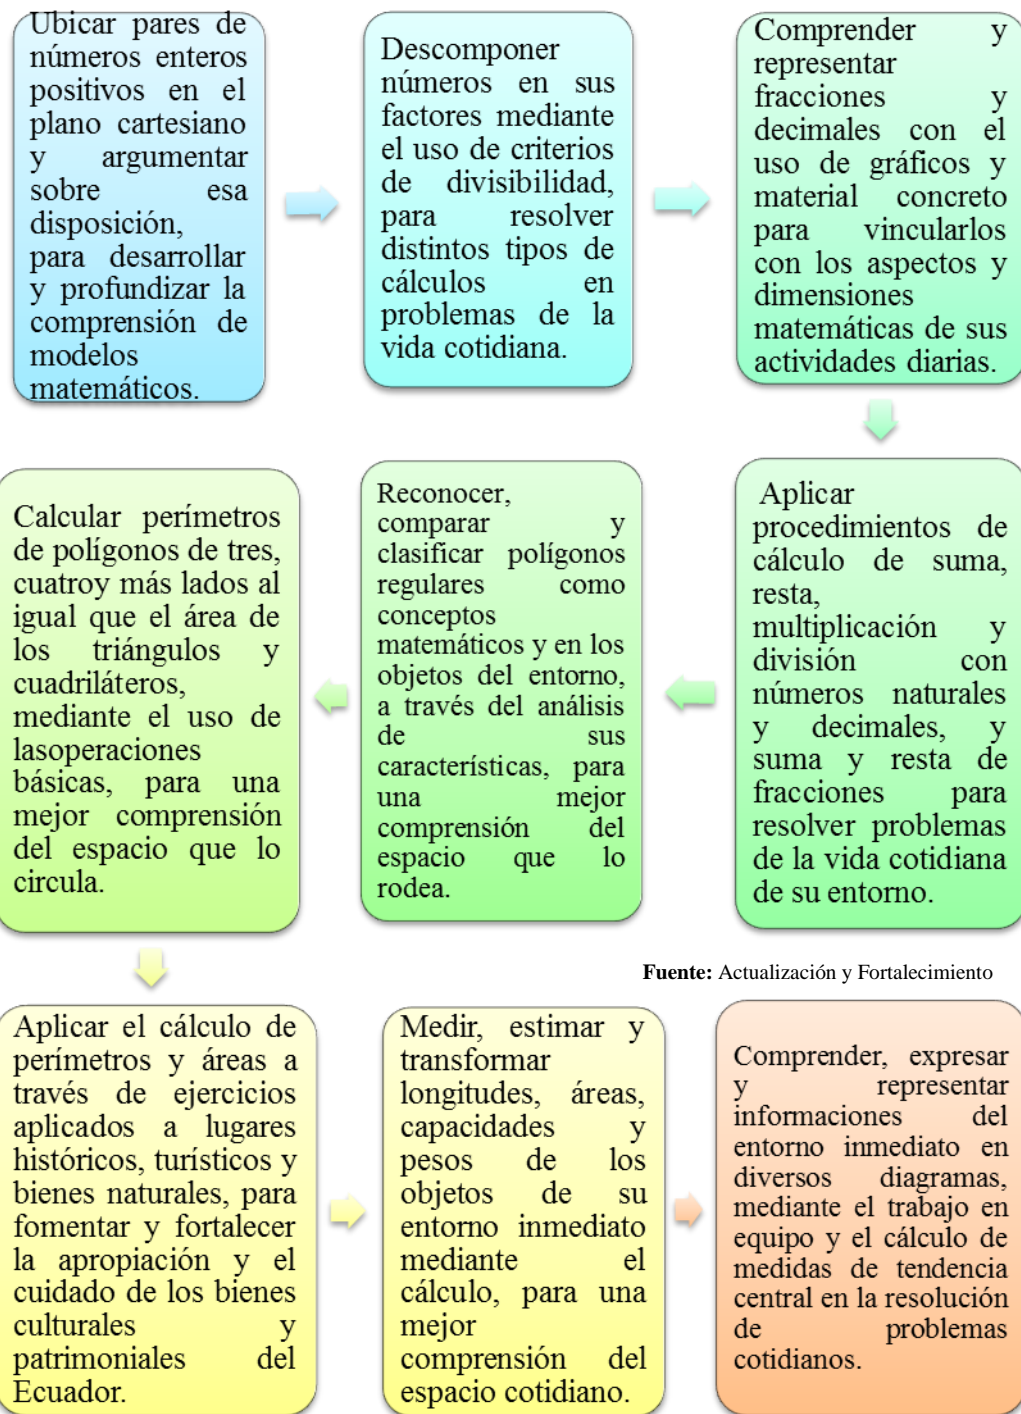 Ubicar pares de
números enteros
positivos en el
plano cartesiano
y argumentar
sobre esa
disposición,
para desarrollar
y profundizar la
comprensión de
modelos
matemáticos.
Descomponer
números en sus
factores mediante
el uso de criterios
de divisibilidad,
para resolver
distintos tipos de
cálculos en
problemas de la
vida cotidiana.
Comprender y
representar
fracciones y
decimales con el
uso de gráficos y
material concreto
para vincularlos
con los aspectos y
dimensiones
matemáticas de sus
actividades diarias.
Aplicar
procedimientos de
cálculo de suma,
resta,
multiplicación y
división con
números naturales
y decimales, y
suma y resta de
fracciones para
resolver problemas
de la vida cotidiana
de su entorno.
Reconocer,
comparar y
clasificar polígonos
regulares como
conceptos
matemáticos y en los
objetos del entorno,
a través del análisis
de sus
características, para
una mejor
comprensión del
espacio que lo
rodea.
Calcular perímetros
de polígonos de tres,
cuatroy más lados al
igual que el área de
los triángulos y
cuadriláteros,
mediante el uso de
lasoperaciones
básicas, para una
mejor comprensión
del espacio que lo
circula.
Fuente: Actualización y Fortalecimiento
Aplicar el cálculo de
perímetros y áreas a
través de ejercicios
aplicados a lugares
históricos, turísticos y
bienes naturales, para
fomentar y fortalecer
la apropiación y el
cuidado de los bienes
culturales y
patrimoniales del
Ecuador.
Medir, estimar y
transformar
longitudes, áreas,
capacidades y
pesos de los
objetos de su
entorno inmediato
mediante el
cálculo, para una
mejor
comprensión del
espacio cotidiano.
Comprender, expresar
y representar
informaciones del
entorno inmediato en
diversos diagramas,
mediante el trabajo en
equipo y el cálculo de
medidas de tendencia
central en la resolución
de problemas
cotidianos.